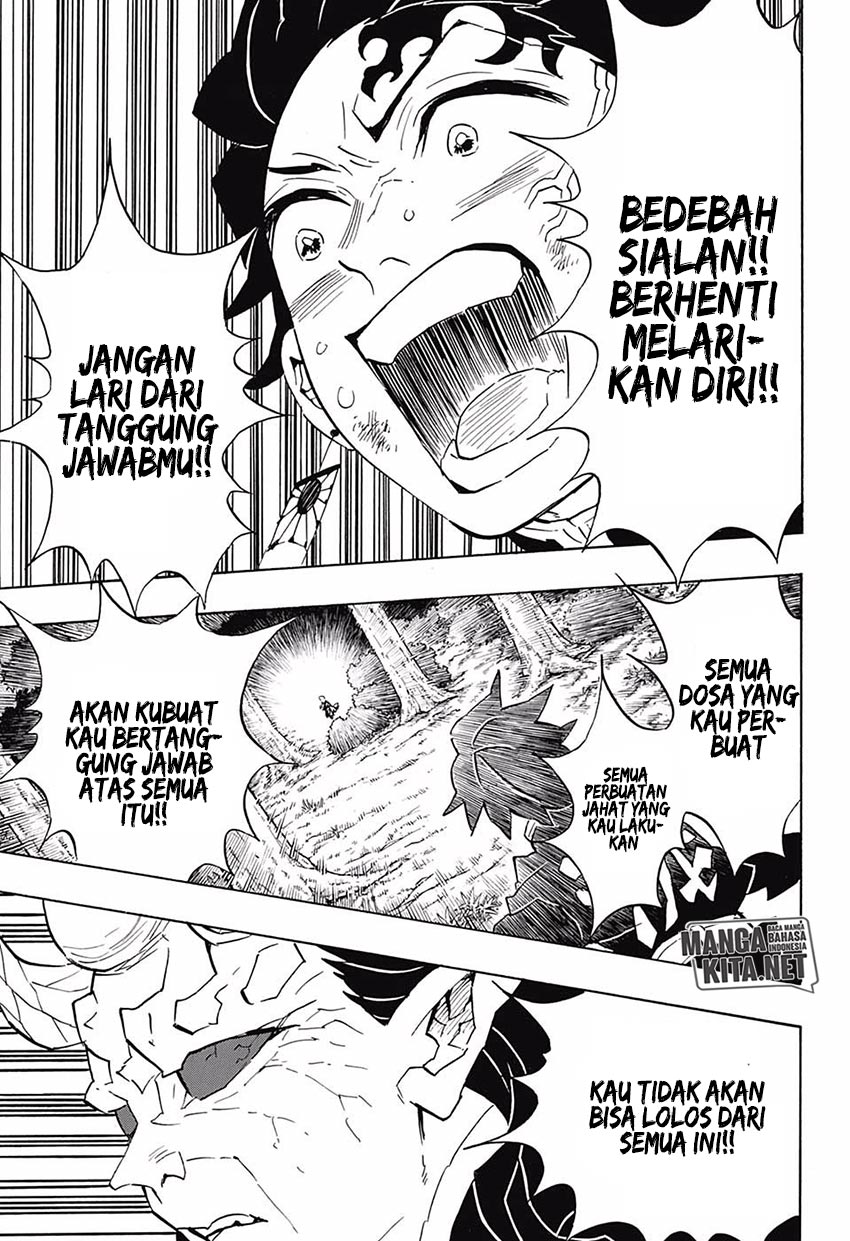 BEDEBAH
SIALAN!!
BERHENTI
MELARI-
KAN DIRI!!
JANGAN
LARI DARI
TANGGUNG
JAWABMU!!
SEMUA
DOSA YANG
KAU PER-
BUAT
SEMUA
PERBUATAN
JAHAT YANG
KAU LAKU-
KAN
AKAN KUBUAT
KAU BERTANG-
GUNG JAWAB
ATAS SEMUA
ITU!!
MANGA
BACA MANGA
BAHASA
INDONESIA
KITA.NET
KAU TIDAK AKAN
BISA LOLOS DARI
SEMUA INI!!